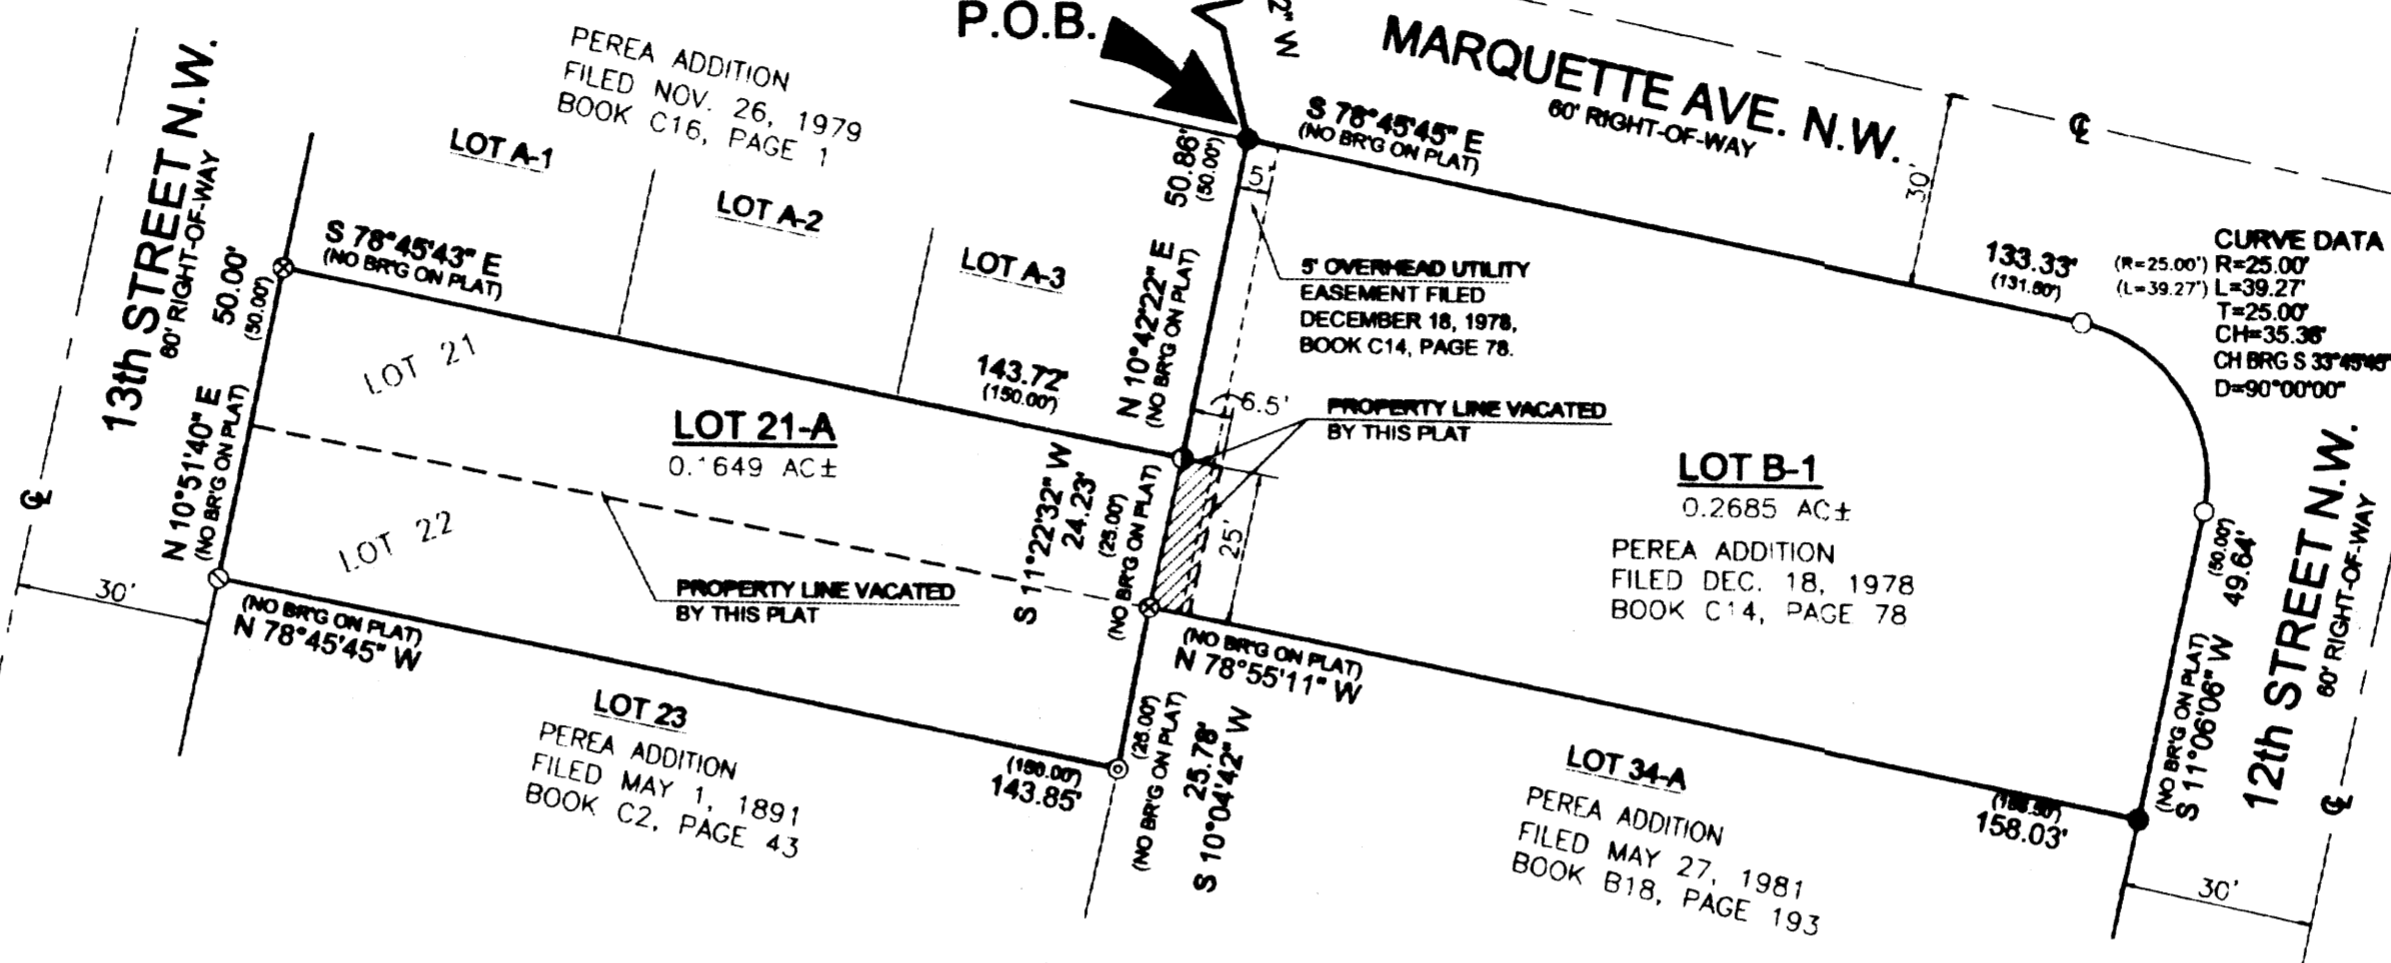 P.O.B.
2" W
MARQUETTE AVE. N.W.
60' RIGHT-OF-WAY
S 78°45'45" E
(NO BR'G ON PLAT)
30'
℄
PEREA ADDITION
FILED NOV. 26, 1979
BOOK C16, PAGE 1
LOT A-1
LOT A-2
LOT A-3
13th STREET N.W.
60' RIGHT-OF-WAY
℄
30'
50.00'
(50.00')
N 10°51'40" E
(NO BR'G ON PLAT)
S 78°45'43" E
(NO BR'G ON PLAT)
143.72'
(150.00')
LOT 21
LOT 22
LOT 21-A
0.1649 AC±
PROPERTY LINE VACATED
BY THIS PLAT
(NO BR'G ON PLAT)
N 78°45'45" W
(150.00')
143.85'
LOT 23
PEREA ADDITION
FILED MAY 1, 1891
BOOK C2, PAGE 43
50.86'
(50.00')
N 10°42'22" E
(NO BR'G ON PLAT)
5'
5' OVERHEAD UTILITY
EASEMENT FILED
DECEMBER 18, 1978,
BOOK C14, PAGE 78.
6.5'
PROPERTY LINE VACATED
BY THIS PLAT
S 11°22'32" W
24.23'
(25.00')
(NO BR'G ON PLAT)
25'
(25.00')
(NO BR'G ON PLAT)
25.78'
S 10°04'42" W
133.33'
(131.50')
CURVE DATA
(R=25.00') R=25.00'
(L=39.27') L=39.27'
T=25.00'
CH=35.36'
CH BRG S 33°45'45"
D=90°00'00"
LOT B-1
0.2685 AC±
PEREA ADDITION
FILED DEC. 18, 1978
BOOK C14, PAGE 78
(NO BR'G ON PLAT)
N 78°55'11" W
158.03'
LOT 34-A
PEREA ADDITION
FILED MAY 27, 1981
BOOK B18, PAGE 193
(50.00')
49.64'
(NO BR'G ON PLAT)
S 11°06'06" W
12th STREET N.W.
60' RIGHT-OF-WAY
℄
30'